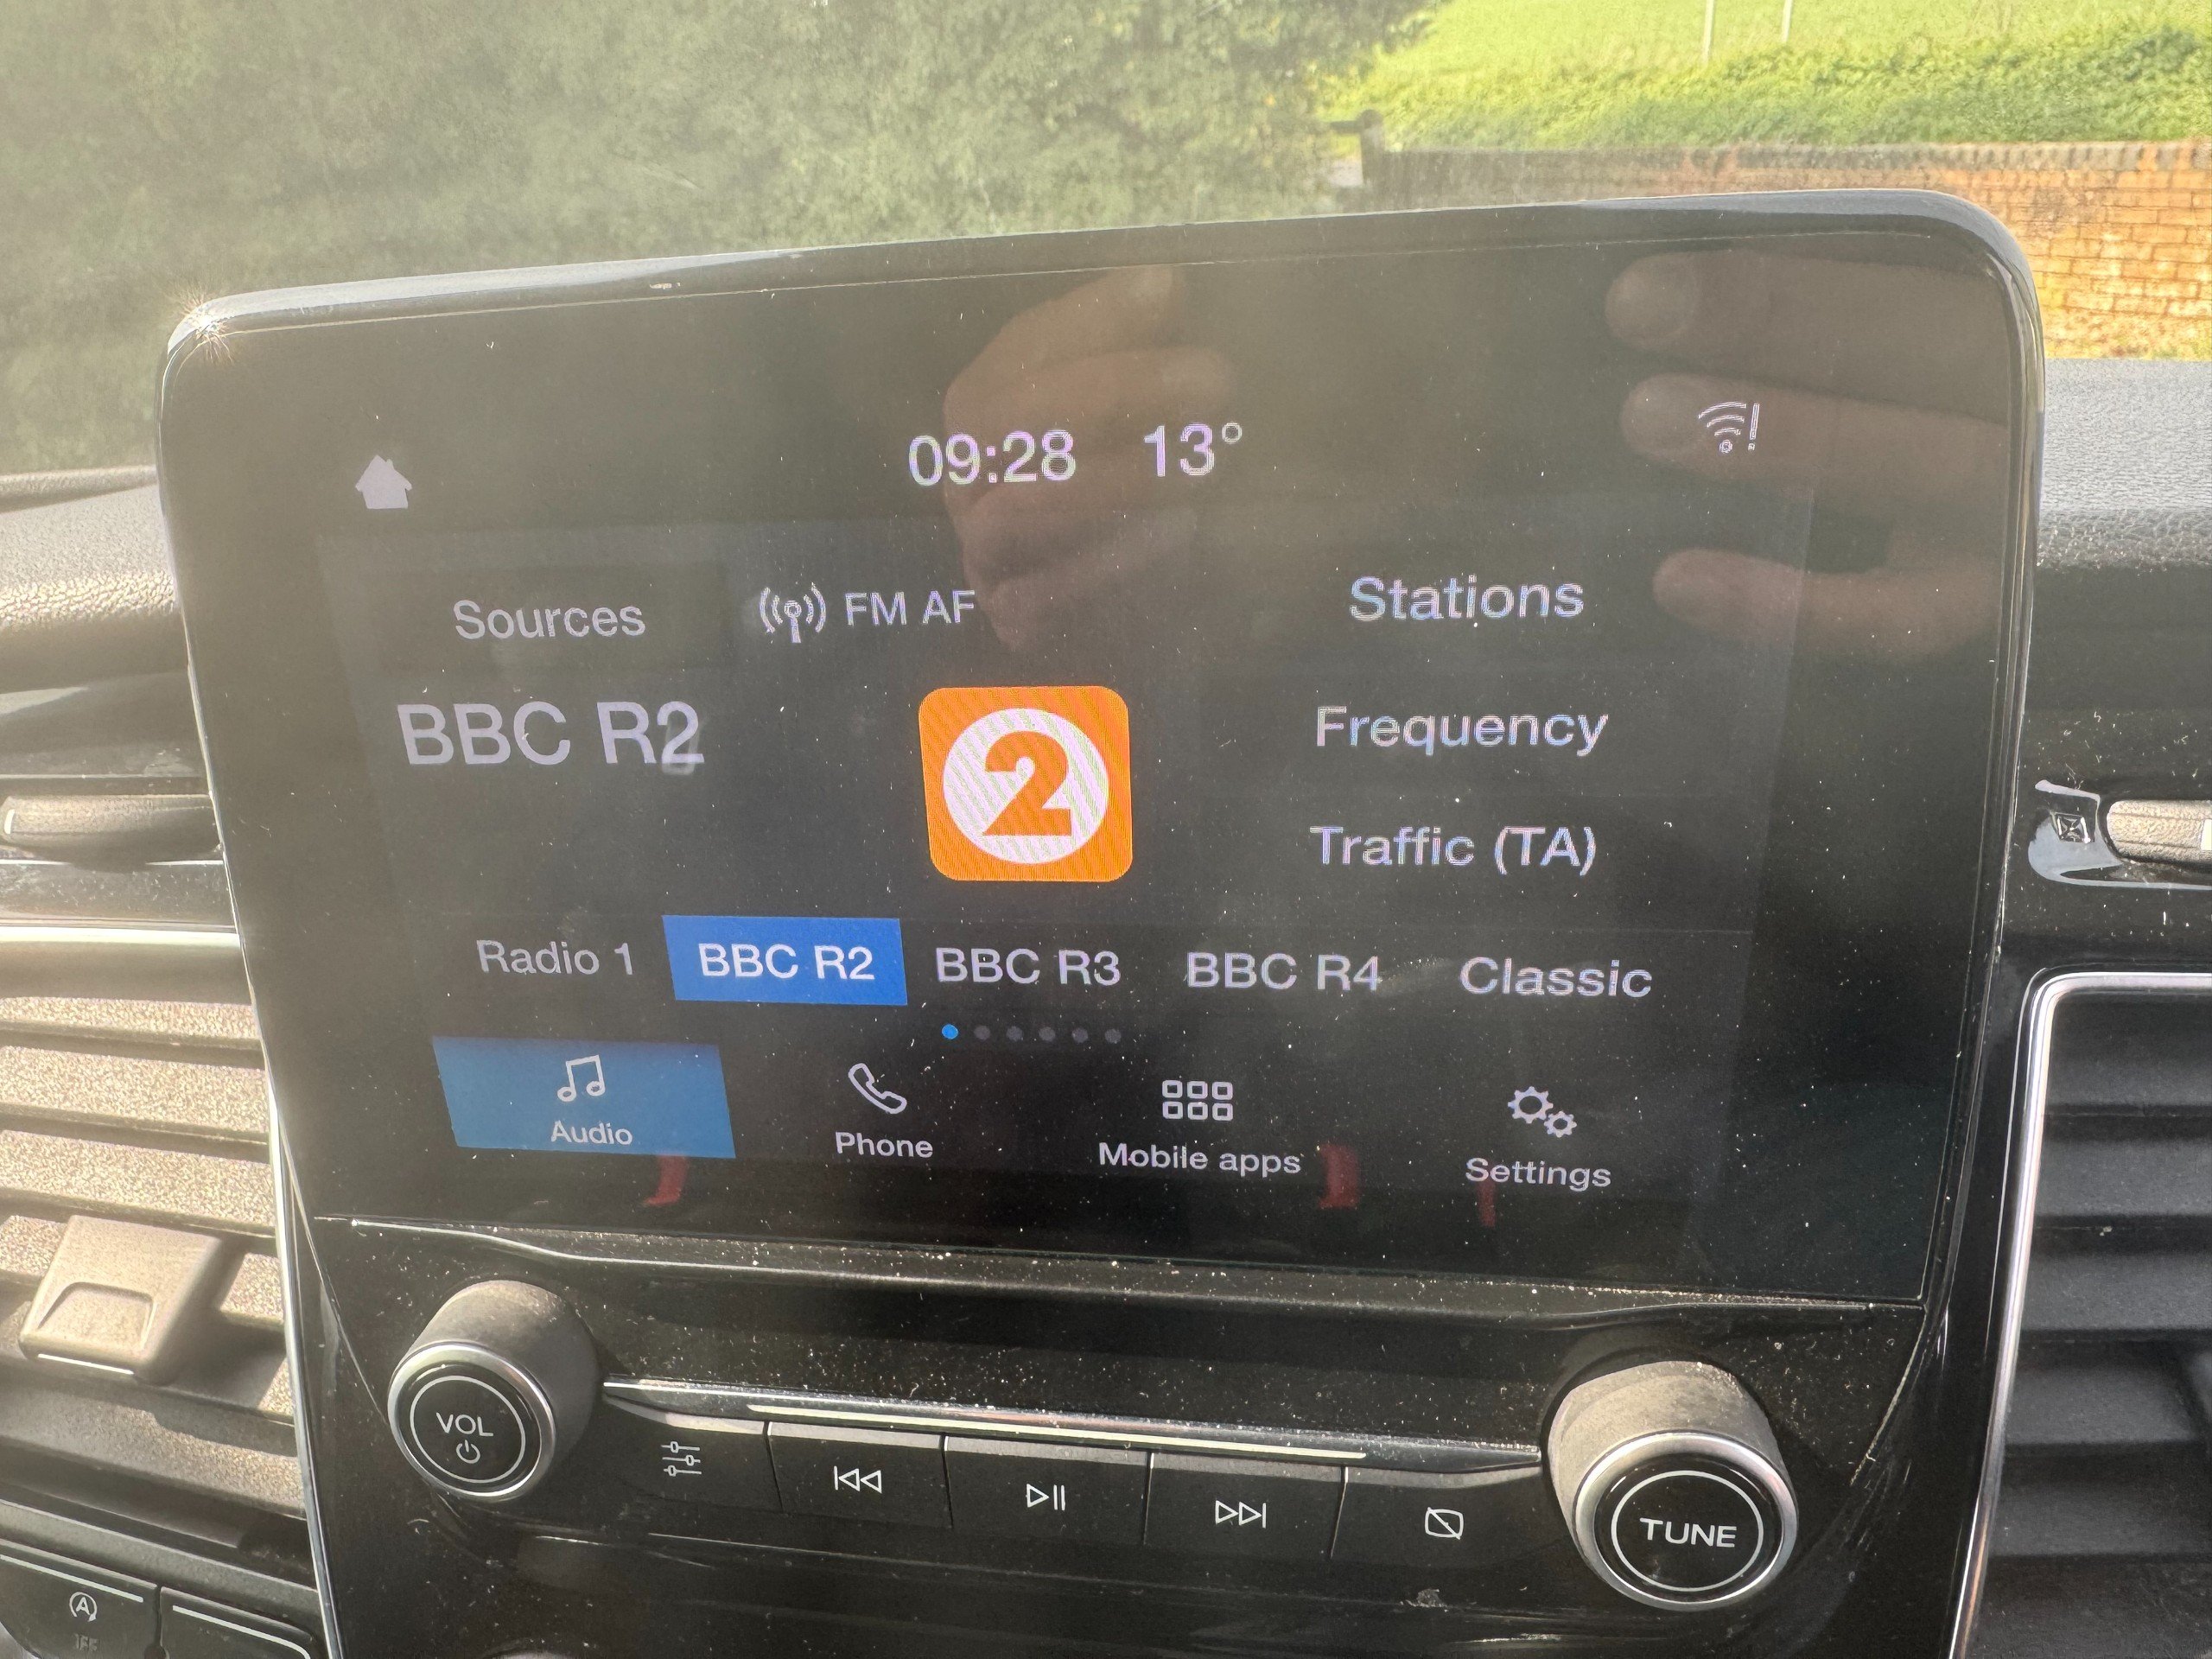 09:28 13°
Sources
FM AF
Stations
BBC R2
2
Frequency
Traffic (TA)
Radio 1
BBC R2
BBC R3
BBC R4
Classic
Audio
Phone
Mobile apps
Settings
VOL
TUNE
A
OFF